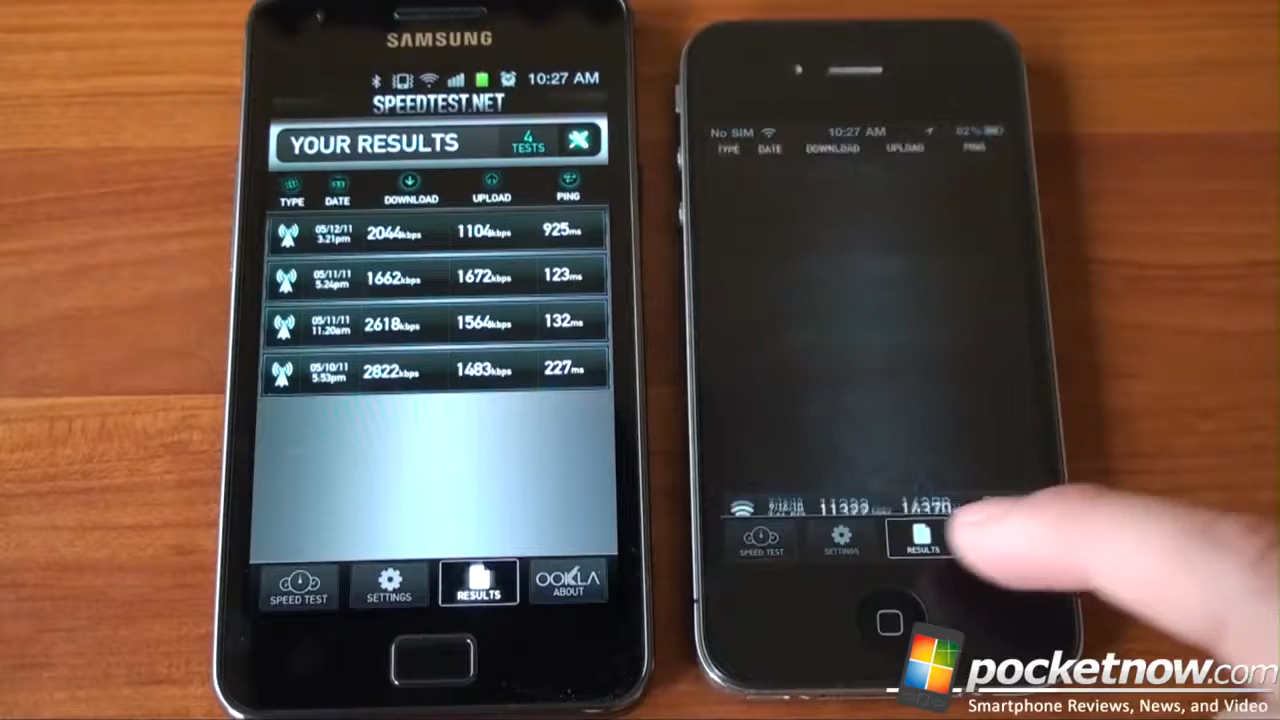 SAMSUNG
10:27 AM
SPEEDTEST.NET
YOUR RESULTS
4
TESTS
TYPE DATE DOWNLOAD UPLOAD PING
05/12/11
3.21pm
2044kbps 1104kbps 925ms
05/11/11
5.24pm
1662kbps 1672kbps 123ms
05/11/11
11.20am
2618kbps 1564kbps 132ms
05/10/11
5.53pm
2822kbps 1483kbps 227ms
SPEED TEST
SETTINGS
RESULTS
OOKLA
ABOUT
No SIM 10:27 AM 82%
TYPE DATE DOWNLOAD UPLOAD PING
SPEED TEST
SETTINGS
RESULTS
pocketnow.com
Smartphone Reviews, News, and Video